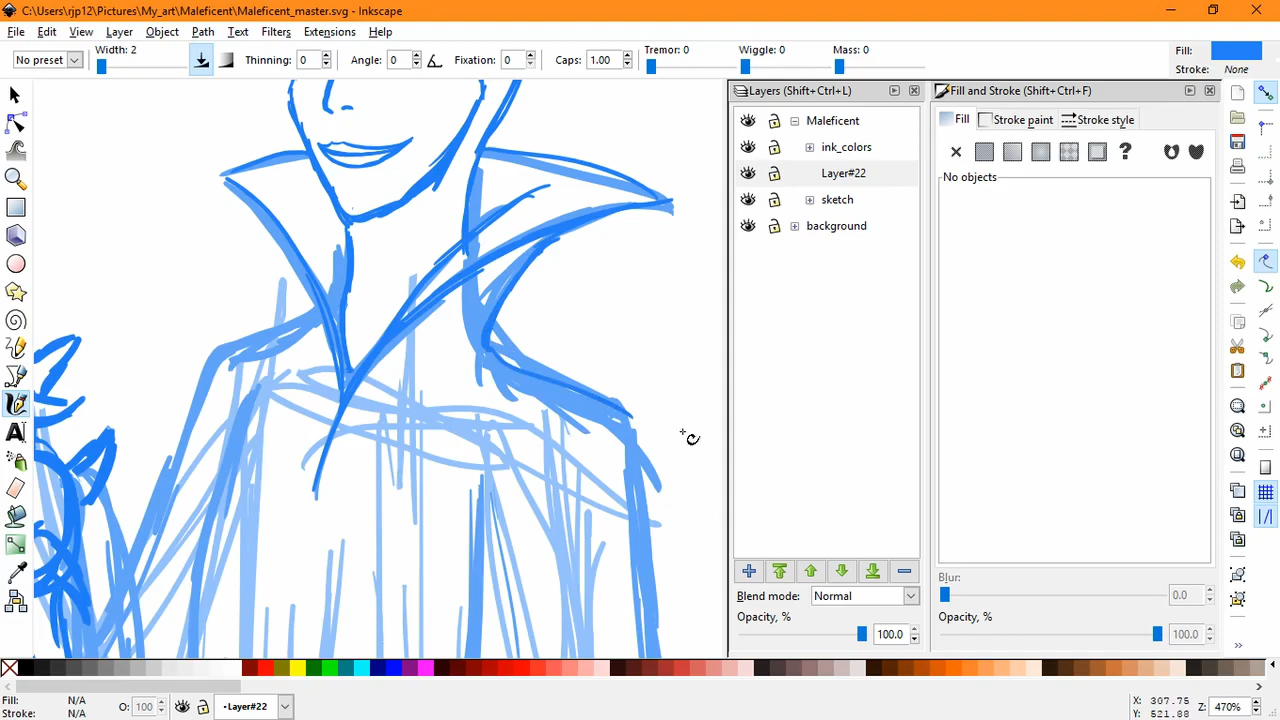 C:\Users\rjp12\Pictures\My_art\Maleficent\Maleficent_master.svg - Inkscape
File Edit View Layer Object Path Text Filters Extensions Help
No preset Width: 2 Thinning: 0 Angle: 0 Fixation: 0 Caps: 1.00 Tremor: 0 Wiggle: 0 Mass: 0 Fill:
Stroke: None
Layers (Shift+Ctrl+L) Fill and Stroke (Shift+Ctrl+F)
Maleficent Fill Stroke paint Stroke style
ink_colors
Layer#22 No objects
sketch
background
Blend mode: Normal Blur: 0.0
Opacity, % 100.0 Opacity, % 100.0
Fill: N/A O: 100 Layer#22 X: 307.75 Z: 470%
Stroke: N/A Y: 521.88